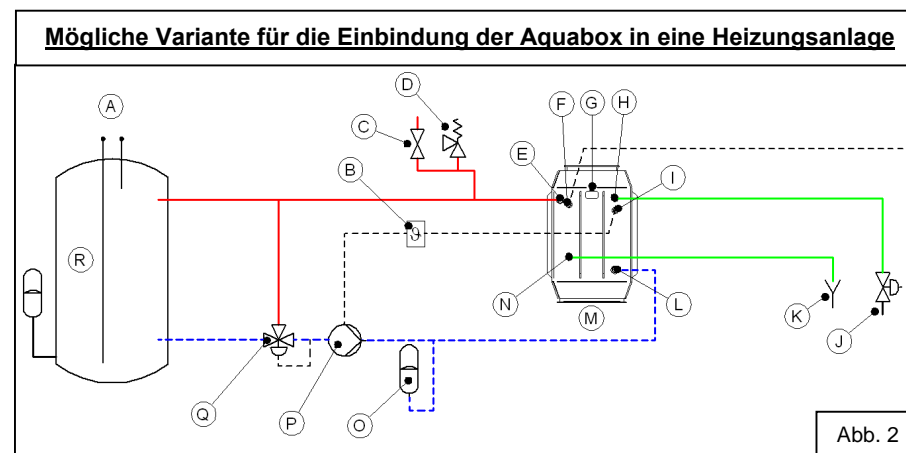 Mögliche Variante für die Einbindung der Aquabox in eine Heizungsanlage
A
D
C
F
G
H
E
B
I
R
ϑ
N
M
L
K
J
Q
P
O
Abb. 2